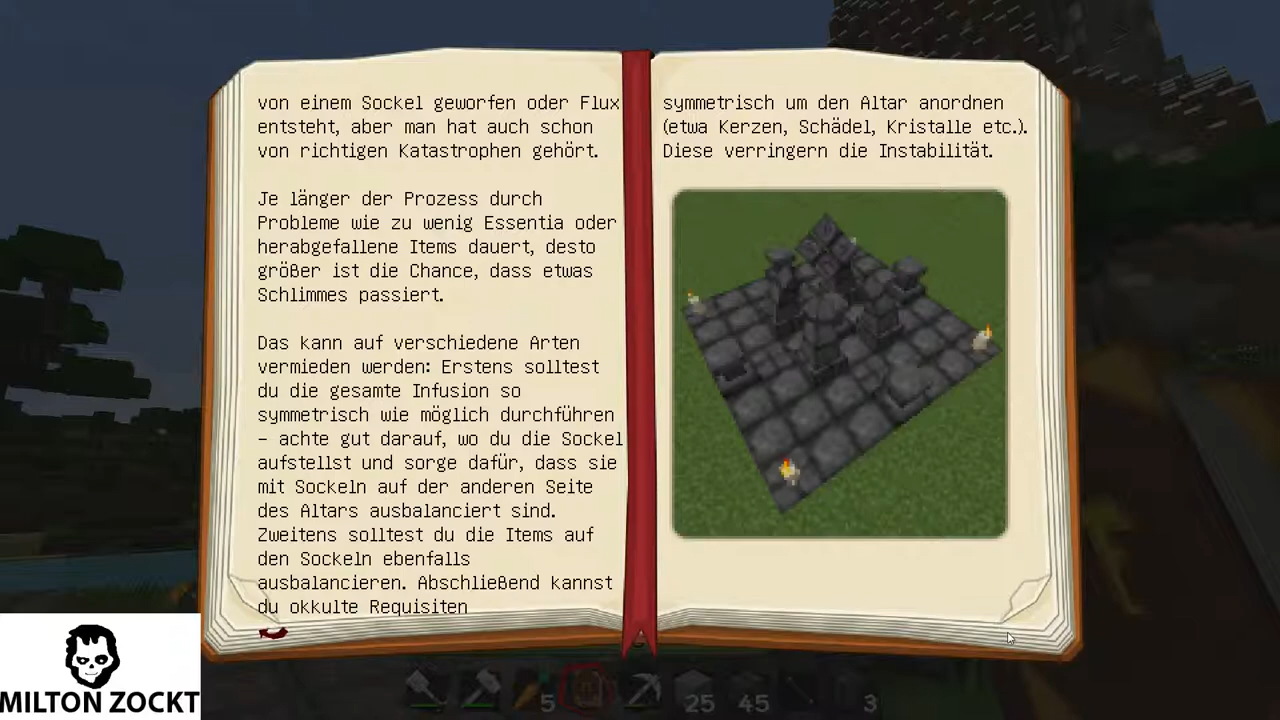 von einem Sockel geworfen oder Flux
entsteht, aber man hat auch schon
von richtigen Katastrophen gehört.
Je länger der Prozess durch
Probleme wie zu wenig Essentia oder
herabgefallene Items dauert, desto
größer ist die Chance, dass etwas
Schlimmes passiert.
Das kann auf verschiedene Arten
vermieden werden: Erstens solltest
du die gesamte Infusion so
symmetrisch wie möglich durchführen
– achte gut darauf, wo du die Sockel
aufstellst und sorge dafür, dass sie
mit Sockeln auf der anderen Seite
des Altars ausbalanciert sind.
Zweitens solltest du die Items auf
den Sockeln ebenfalls
ausbalancieren. Abschließend kannst
du okkulte Requisiten
symmetrisch um den Altar anordnen
(etwa Kerzen, Schädel, Kristalle etc.).
Diese verringern die Instabilität.
5 25 45 3
MILTON ZOCKT